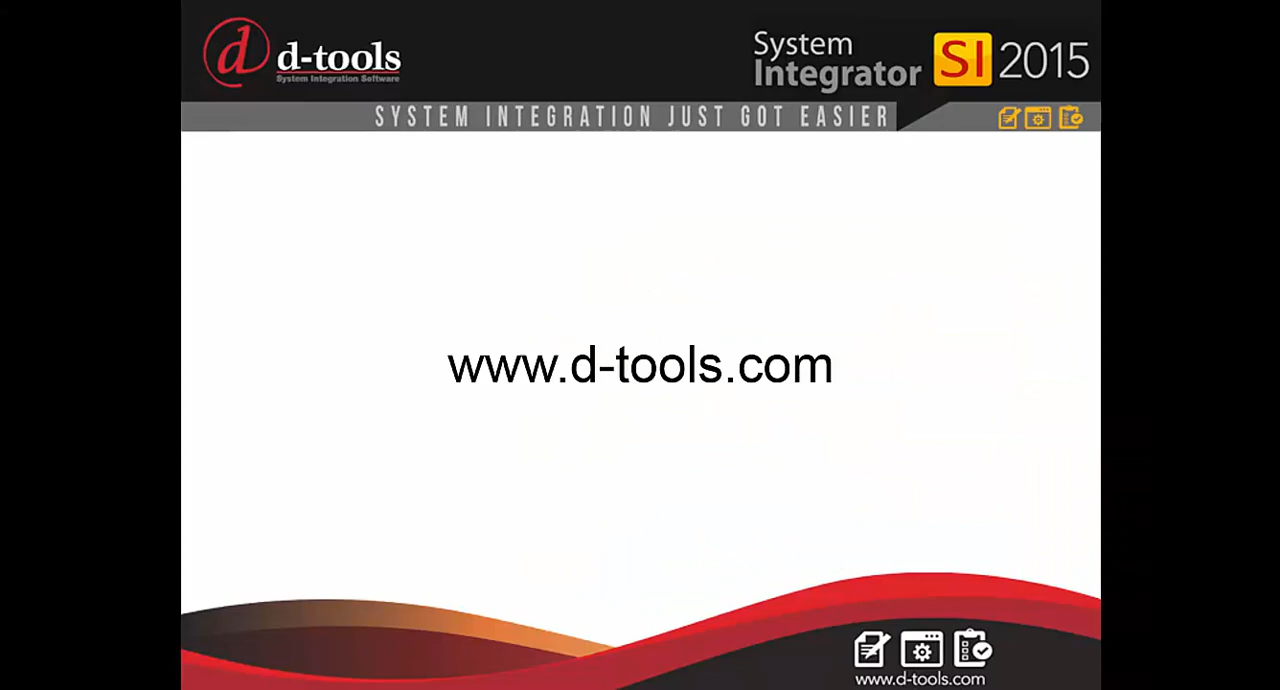 d-tools
System Integration Software
System
Integrator
SI 2015
SYSTEM INTEGRATION JUST GOT EASIER
www.d-tools.com
www.d-tools.com